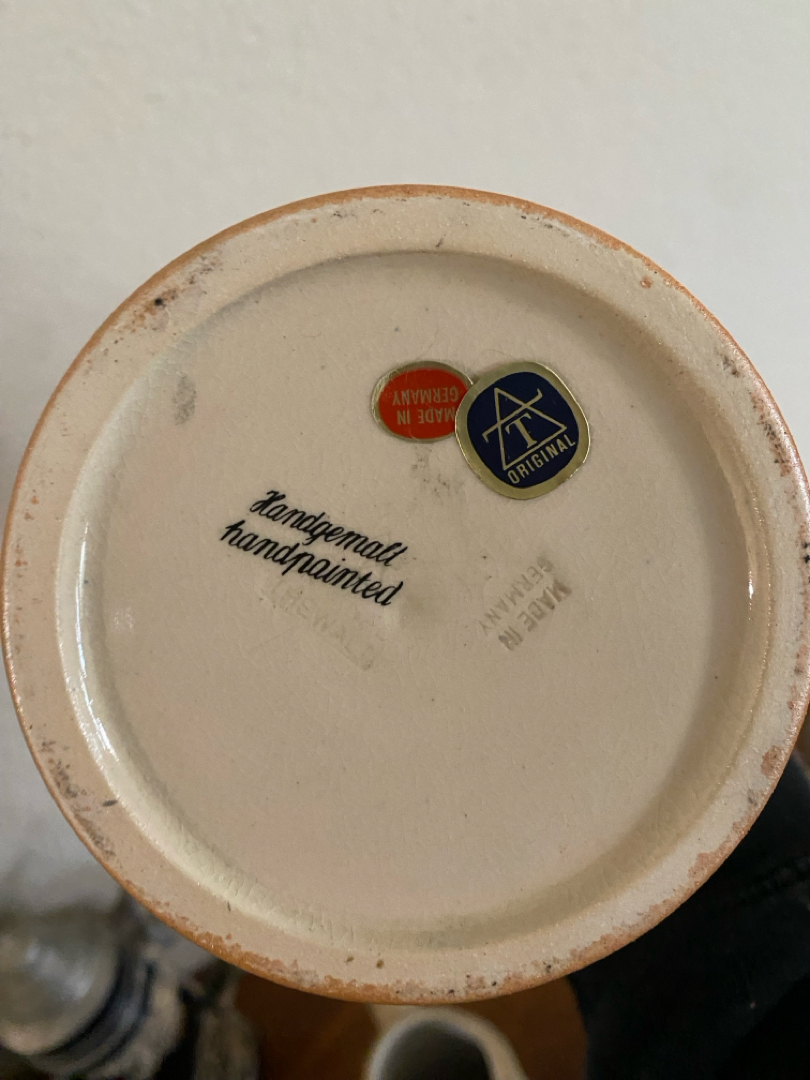 MADE IN
GERMANY
T
ORIGINAL
Handgemalt
handpainted
MADE IN
GERMANY